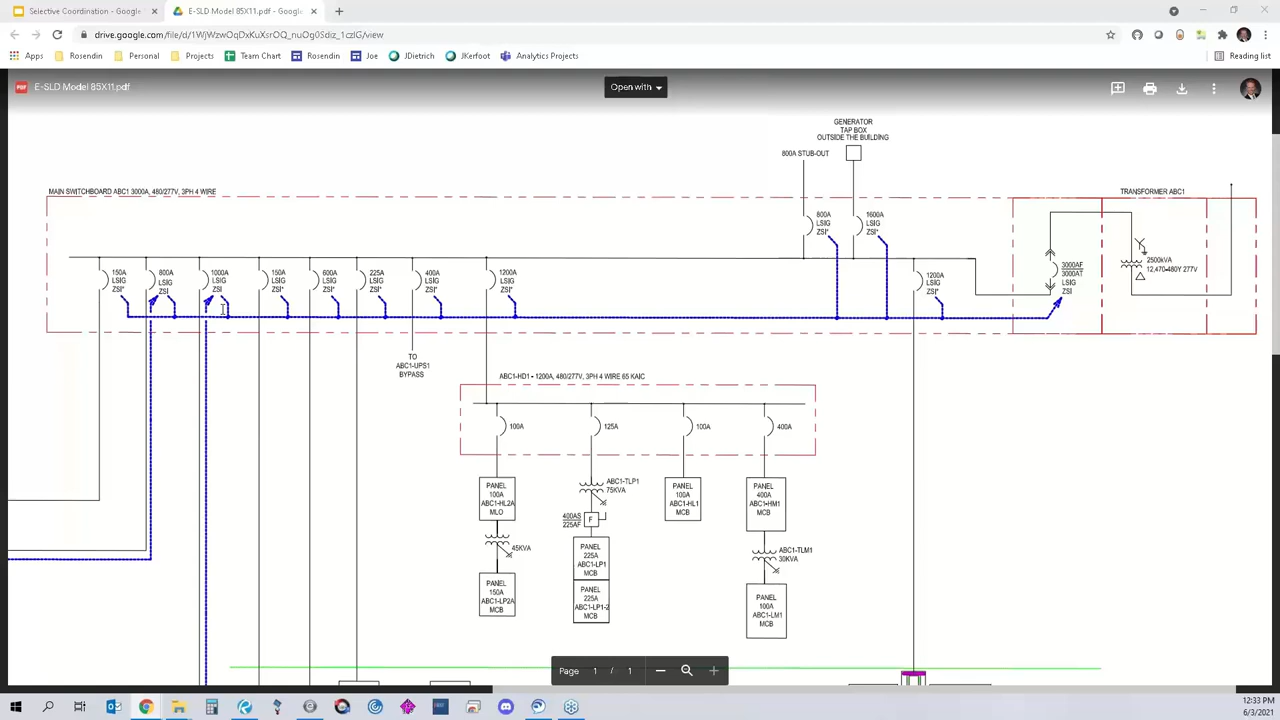 Selective Coordination - Google
E-SLD Model 85X11.pdf - Google
Apps
Rosendin
Personal
Projects
Team Chart
Rosendin
Joe
JDietrich
JKerfoot
Analytics Projects
Reading list
PDF
E-SLD Model 85X11.pdf
Open with
GENERATOR
TAP BOX
OUTSIDE THE BUILDING
800A STUB-OUT
MAIN SWITCHBOARD ABC1 3000A, 480/277V, 3PH 4 WIRE
TRANSFORMER ABC1
800A
LSIG
ZSI*
1600A
LSIG
ZSI*
150A
LSIG
ZSI*
800A
LSIG
ZSI
1000A
LSIG
ZSI
150A
LSIG
ZSI*
600A
LSIG
ZSI*
225A
LSIG
ZSI*
400A
LSIG
ZSI*
1200A
LSIG
ZSI*
1200A
LSIG
ZSI*
3000AF
3000AT
LSIG
ZSI
2500kVA
12,470-480Y 277V
TO
ABC1-UPS1
BYPASS
ABC1-HD1 - 1200A, 480/277V, 3PH 4 WIRE 65 KAIC
100A
125A
100A
400A
PANEL
100A
ABC1-HL2A
MLO
ABC1-TLP1
75KVA
400AS
225AF
F
PANEL
100A
ABC1-HL1
MCB
PANEL
400A
ABC1-HM1
MCB
45KVA
PANEL
225A
ABC1-LP1
MCB
ABC1-TLM1
30KVA
PANEL
150A
ABC1-LP2A
MCB
PANEL
225A
ABC1-LP1-2
MCB
PANEL
100A
ABC1-LM1
MCB
Page 1 / 1
12:33 PM
6/3/2021